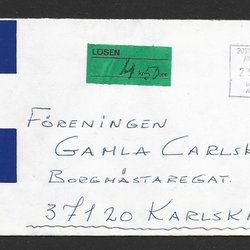 LÖSEN
FÖRENINGEN
GAMLA CARLSK
BORGMÄSTAREGAT.
37120 KARLSK